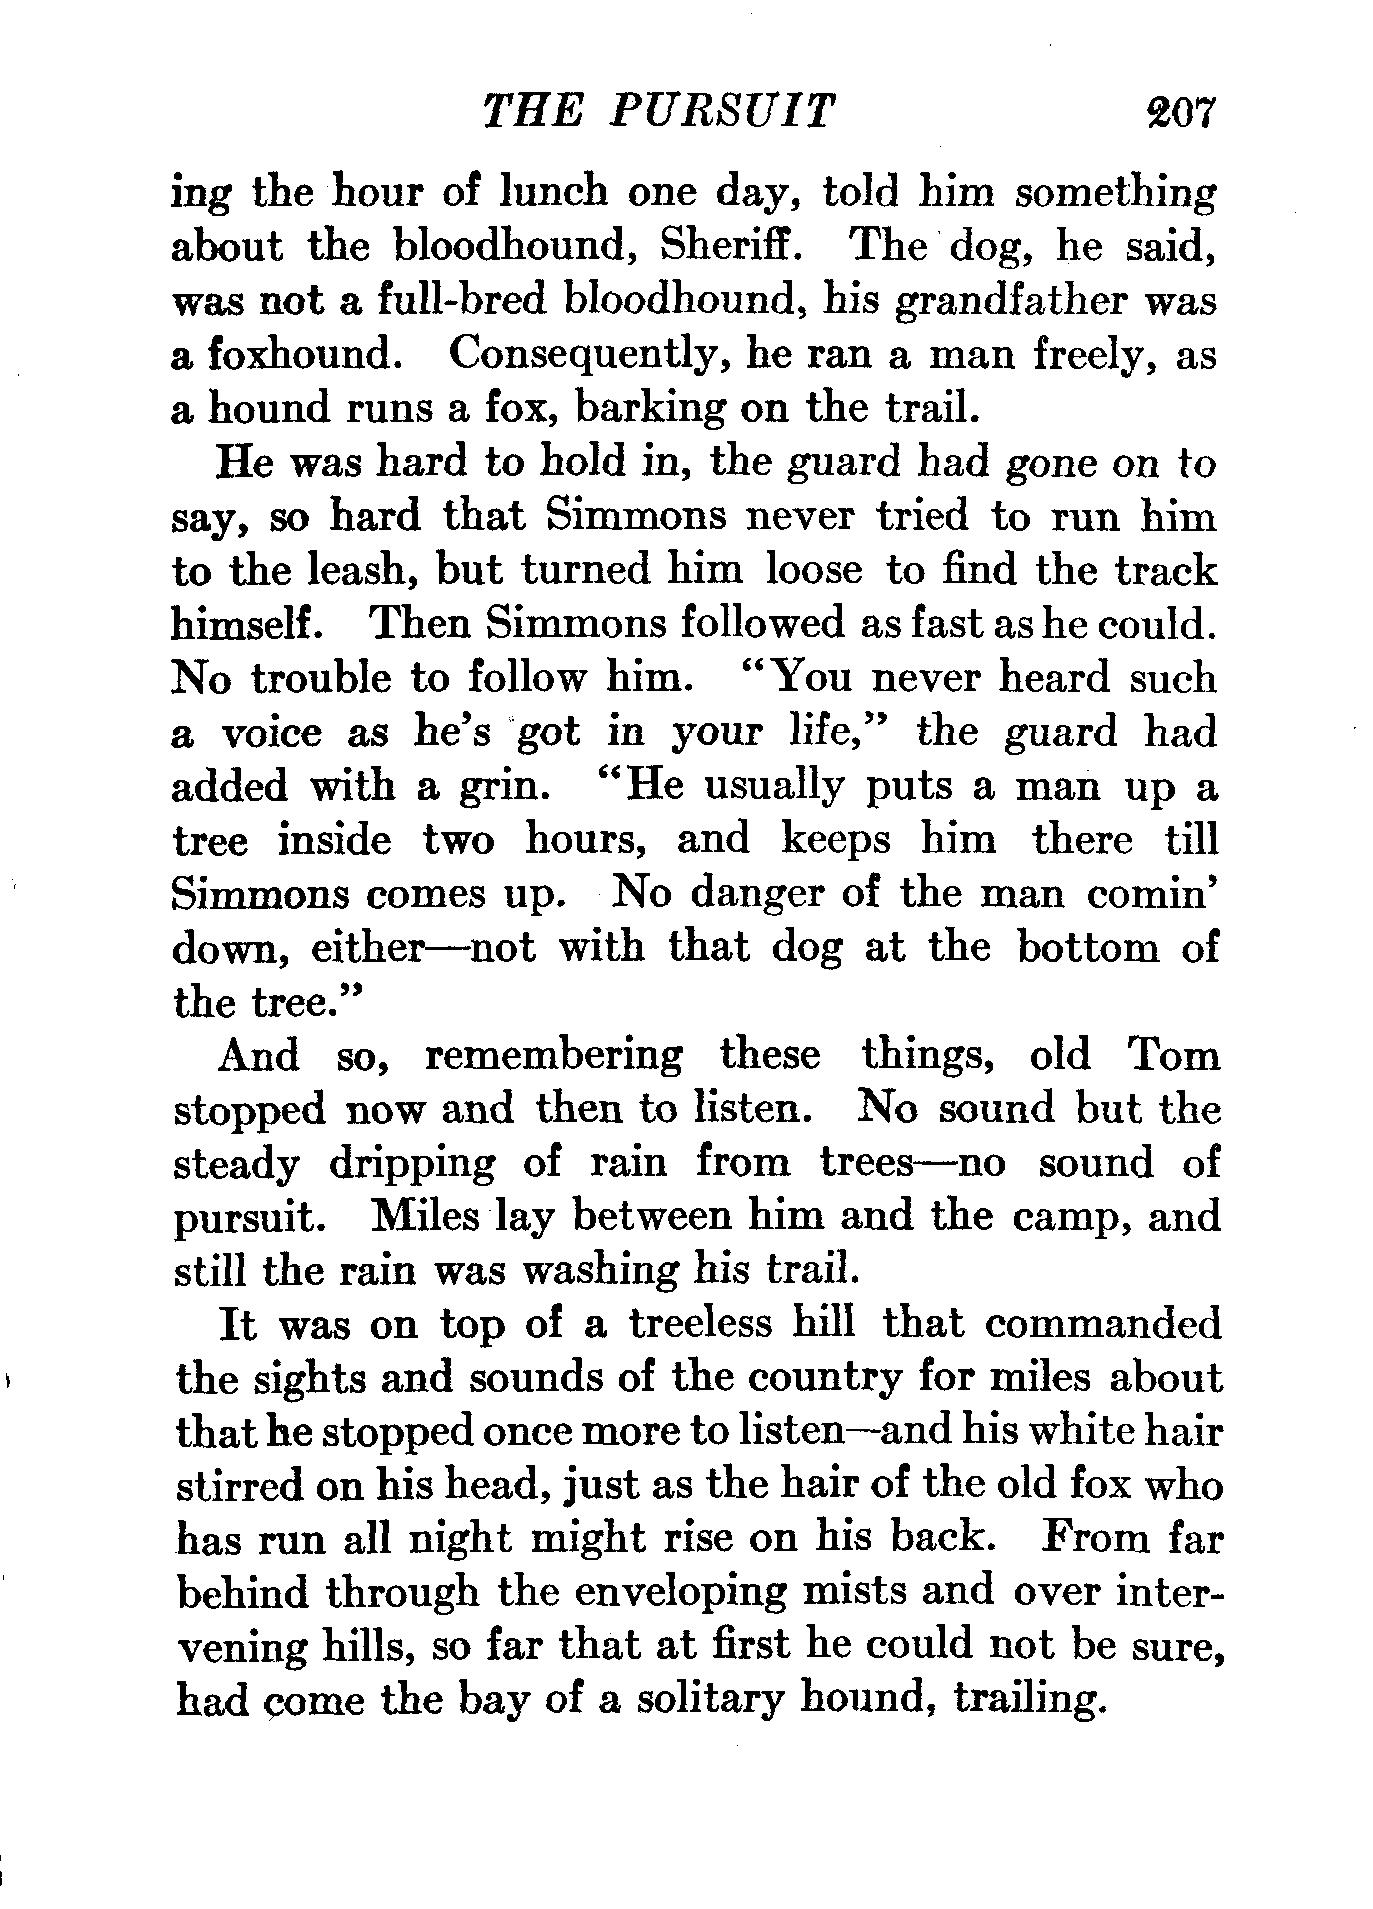 THE PURSUIT 207
ing the hour of lunch one day, told him something
about the bloodhound, Sheriff. The dog, he said,
was not a full-bred bloodhound, his grandfather was
a foxhound. Consequently, he ran a man freely, as
a hound runs a fox, barking on the trail.
He was hard to hold in, the guard had gone on to
say, so hard that Simmons never tried to run him
to the leash, but turned him loose to find the track
himself. Then Simmons followed as fast as he could.
No trouble to follow him. “You never heard such
a voice as he’s got in your life,” the guard had
added with a grin. “He usually puts a man up a
tree inside two hours, and keeps him there till
Simmons comes up. No danger of the man comin’
down, either—not with that dog at the bottom of
the tree.”
And so, remembering these things, old Tom
stopped now and then to listen. No sound but the
steady dripping of rain from trees—no sound of
pursuit. Miles lay between him and the camp, and
still the rain was washing his trail.
It was on top of a treeless hill that commanded
the sights and sounds of the country for miles about
that he stopped once more to listen—and his white hair
stirred on his head, just as the hair of the old fox who
has run all night might rise on his back. From far
behind through the enveloping mists and over inter-
vening hills, so far that at first he could not be sure,
had come the bay of a solitary hound, trailing.